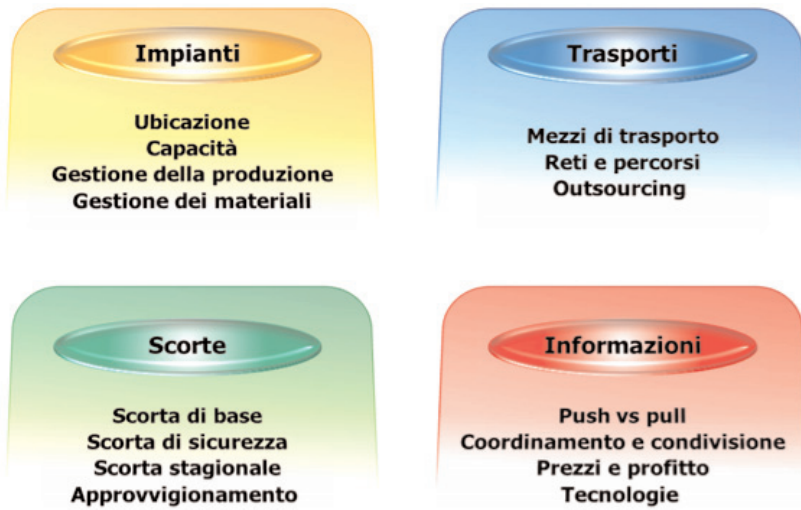 Impianti
Ubicazione
Capacità
Gestione della produzione
Gestione dei materiali
Trasporti
Mezzi di trasporto
Reti e percorsi
Outsourcing
Scorte
Scorta di base
Scorta di sicurezza
Scorta stagionale
Approvvigionamento
Informazioni
Push vs pull
Coordinamento e condivisione
Prezzi e profitto
Tecnologie